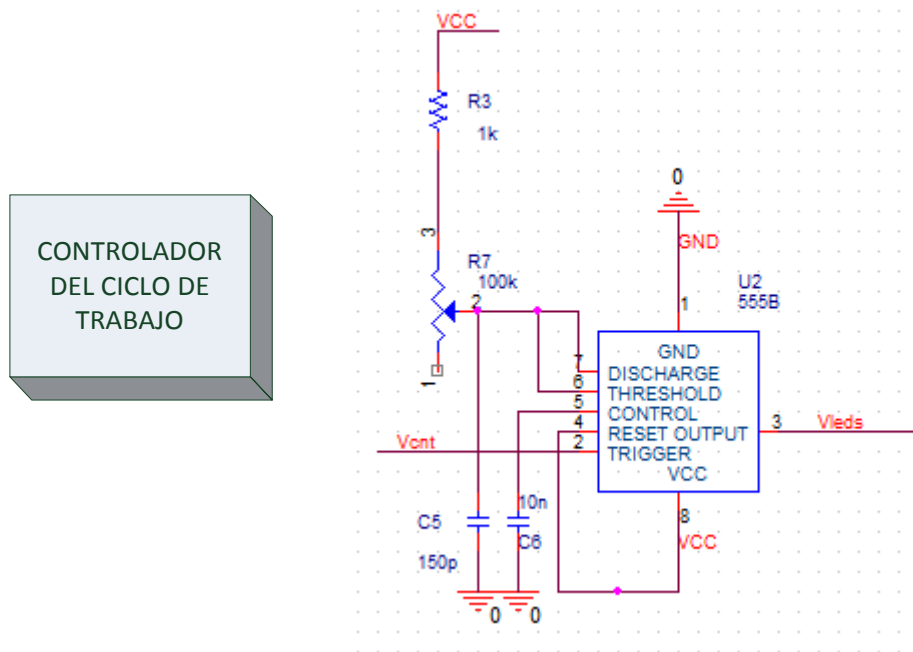 CONTROLADOR
DEL CICLO DE
TRABAJO
VCC
R3
1k
3
R7
100k
2
1
0
GND
U2
555B
1
GND
7
DISCHARGE
6
THRESHOLD
5
CONTROL
4
RESET OUTPUT
3
Vleds
Vcnt
2
TRIGGER
VCC
10n
8
C5
C6
VCC
150p
0
0